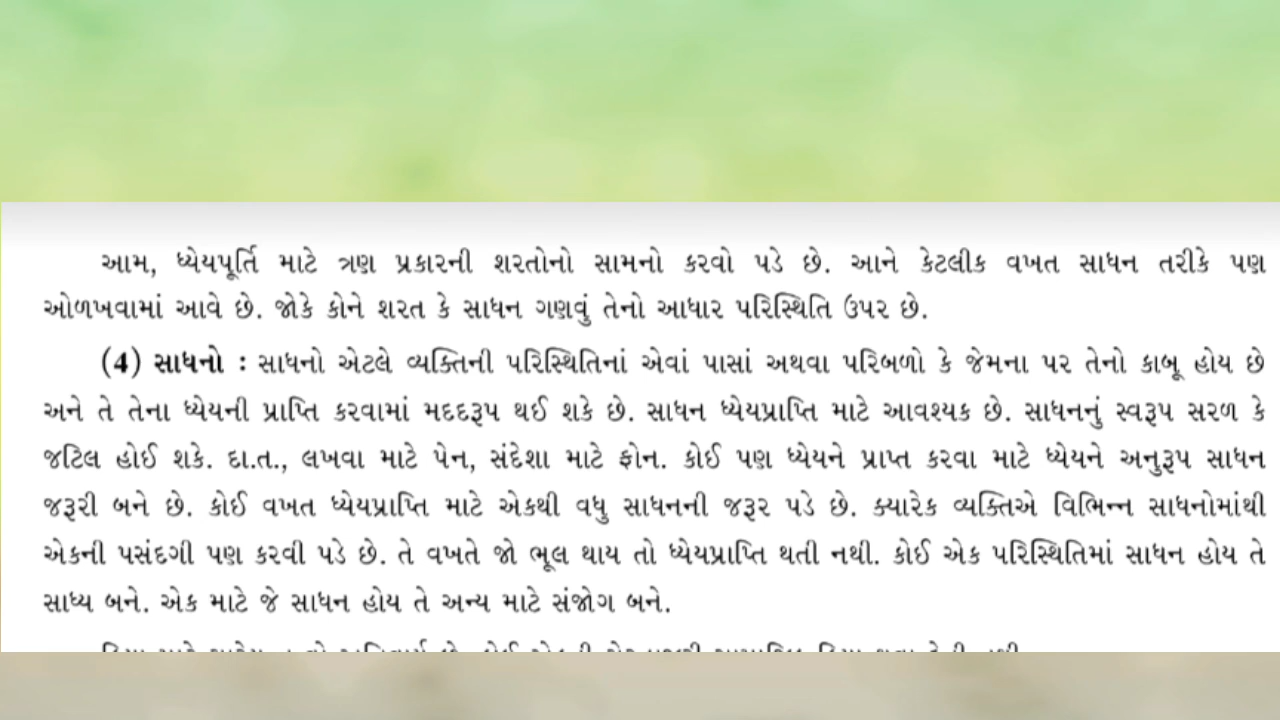 આમ, ધ્યેયપૂર્તિ માટે ત્રણ પ્રકારની શરતોનો સામનો કરવો પડે છે. આને કેટલીક વખત સાધન તરીકે પણ
ઓળખવામાં આવે છે. જોકે કોને શરત કે સાધન ગણવું તેનો આધાર પરિસ્થિતિ ઉપર છે.
(4) સાધનો : સાધનો એટલે વ્યક્તિની પરિસ્થિતિનાં એવાં પાસાં અથવા પરિબળો કે જેમના પર તેનો કાબૂ હોય છે
અને તે તેના ધ્યેયની પ્રાપ્તિ કરવામાં મદદરૂપ થઈ શકે છે. સાધન ધ્યેયપ્રાપ્તિ માટે આવશ્યક છે. સાધનનું સ્વરૂપ સરળ કે
જટિલ હોઈ શકે. દા.ત., લખવા માટે પેન, સંદેશા માટે ફોન. કોઈ પણ ધ્યેયને પ્રાપ્ત કરવા માટે ધ્યેયને અનુરૂપ સાધન
જરૂરી બને છે. કોઈ વખત ધ્યેયપ્રાપ્તિ માટે એકથી વધુ સાધનની જરૂર પડે છે. ક્યારેક વ્યક્તિએ વિભિન્ન સાધનોમાંથી
એકની પસંદગી પણ કરવી પડે છે. તે વખતે જો ભૂલ થાય તો ધ્યેયપ્રાપ્તિ થતી નથી. કોઈ એક પરિસ્થિતિમાં સાધન હોય તે
સાધ્ય બને. એક માટે જે સાધન હોય તે અન્ય માટે સંજોગ બને.